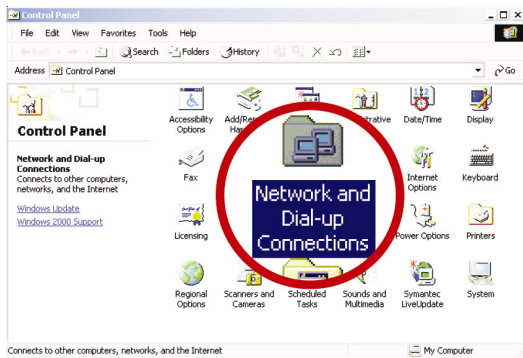 Control Panel
File Edit View Favorites Tools Help
Back Search Folders History
Address Control Panel Go
Control Panel
Network and Dial-up
Connections
Connects to other computers,
networks, and the Internet
Windows Update
Windows 2000 Support
Accessibility
Options
Date/Time
Display
Fax
Network and
Dial-up
Connections
Internet
Options
Keyboard
Licensing
Power Options
Printers
Regional
Options
Scanners and
Cameras
Scheduled
Tasks
Sounds and
Multimedia
Symantec
LiveUpdate
System
Connects to other computers, networks, and the Internet My Computer